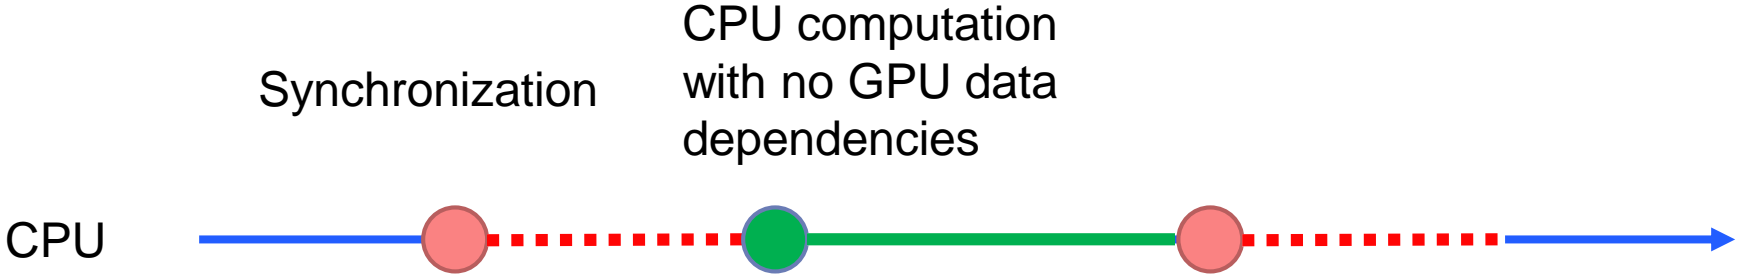 Synchronization
CPU computation
with no GPU data
dependencies
CPU